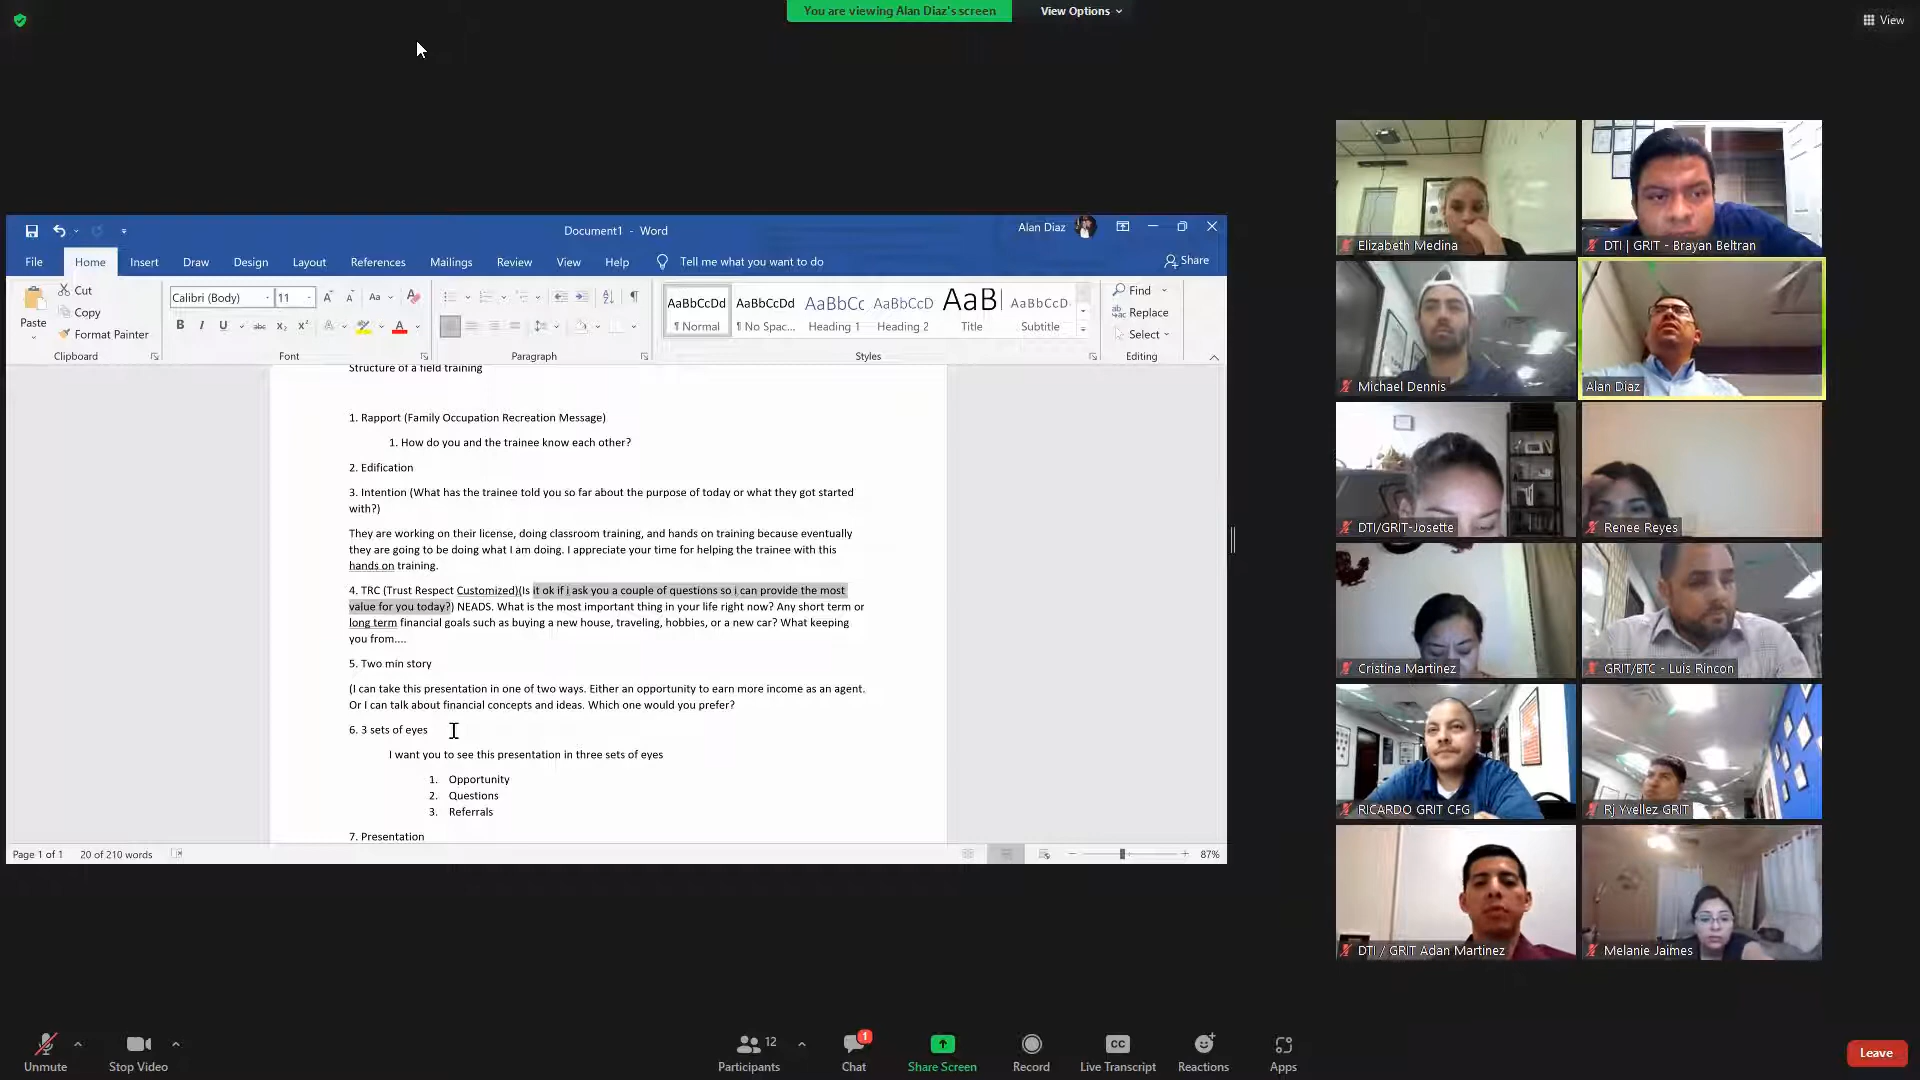 You are viewing Alan Diaz's screen
View Options
View
Document1 - Word
Alan Diaz
File
Home
Insert
Draw
Design
Layout
References
Mailings
Review
View
Help
Tell me what you want to do
Share
Paste
Cut
Copy
Format Painter
Clipboard
Calibri (Body)
11
Font
Paragraph
AaBbCcDd
¶ Normal
AaBbCcDd
¶ No Spac...
AaBbCc
Heading 1
AaBbCcD
Heading 2
AaB
Title
AaBbCcD
Subtitle
Styles
Find
Replace
Select
Editing
Structure of a field training
1. Rapport (Family Occupation Recreation Message)
1. How do you and the trainee know each other?
2. Edification
3. Intention (What has the trainee told you so far about the purpose of today or what they got started
with?)
They are working on their license, doing classroom training, and hands on training because eventually
they are going to be doing what I am doing. I appreciate your time for helping the trainee with this
hands on training.
4. TRC (Trust Respect Customized)(Is it ok if i ask you a couple of questions so i can provide the most
value for you today?) NEADS. What is the most important thing in your life right now? Any short term or
long term financial goals such as buying a new house, traveling, hobbies, or a new car? What keeping
you from....
5. Two min story
(I can take this presentation in one of two ways. Either an opportunity to earn more income as an agent.
Or I can talk about financial concepts and ideas. Which one would you prefer?
6. 3 sets of eyes
I want you to see this presentation in three sets of eyes
1. Opportunity
2. Questions
3. Referrals
7. Presentation
Page 1 of 1
20 of 210 words
87%
Elizabeth Medina
DTI | GRIT - Brayan Beltran
Michael Dennis
Alan Diaz
DTI/GRIT-Josette
Renee Reyes
Cristina Martinez
GRIT/BTC - Luis Rincon
RICARDO GRIT CFG
Rj Yvellez GRIT
DTI / GRIT Adan Martinez
Melanie Jaimes
Unmute
Stop Video
Participants
12
Chat
1
Share Screen
Record
CC
Live Transcript
Reactions
Apps
Leave